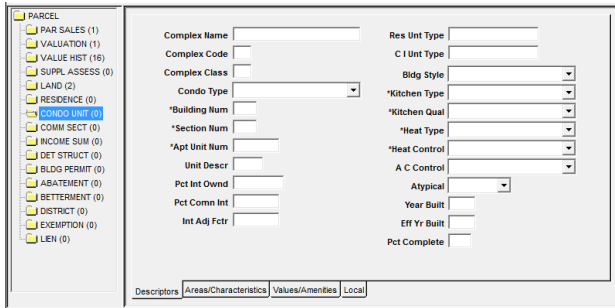 PARCEL
PAR SALES (1)
VALUATION (1)
VALUE HIST (16)
SUPPL ASSESS (0)
LAND (2)
RESIDENCE (0)
CONDO UNIT (0)
COMM SECT (0)
INCOME SUM (0)
DET STRUCT (0)
BLDG PERMIT (0)
ABATEMENT (0)
BETTERMENT (0)
DISTRICT (0)
EXEMPTION (0)
LIEN (0)
Complex Name
Complex Code
Complex Class
Condo Type
*Building Num
*Section Num
*Apt Unit Num
Unit Descr
Pct Int Ownd
Pct Comn Int
Int Adj Fctr
Res Unt Type
C I Unt Type
Bldg Style
*Kitchen Type
*Kitchen Qual
*Heat Type
*Heat Control
A C Control
Atypical
Year Built
Eff Yr Built
Pct Complete
Descriptors Areas/Characteristics Values/Amenities Local